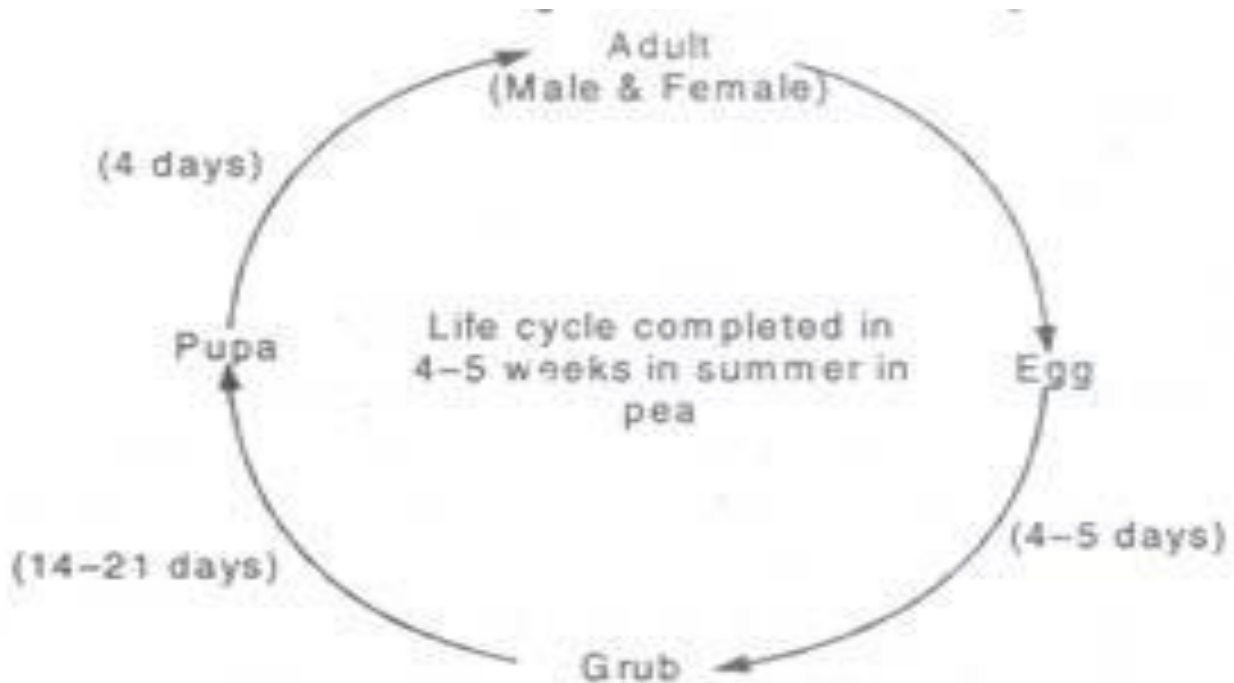 Adult
(Male & Female)
(4 days)
Life cycle completed in
4–5 weeks in summer in
pea
Pupa
Egg
(4–5 days)
(14–21 days)
Grub